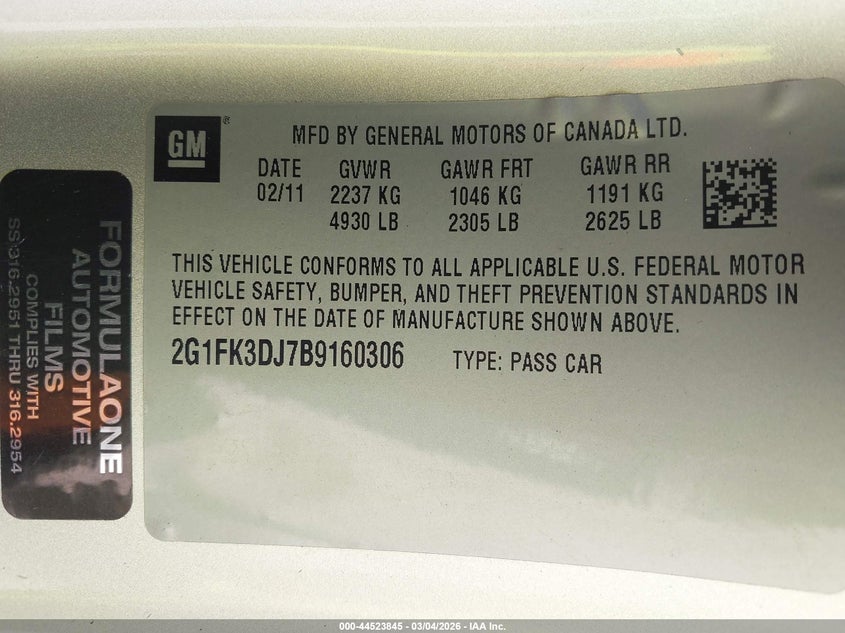 GM ®
MFD BY GENERAL MOTORS OF CANADA LTD.
DATE GVWR GAWR FRT GAWR RR
02/11 2237 KG 1046 KG 1191 KG
4930 LB 2305 LB 2625 LB
THIS VEHICLE CONFORMS TO ALL APPLICABLE U.S. FEDERAL MOTOR
VEHICLE SAFETY, BUMPER, AND THEFT PREVENTION STANDARDS IN
EFFECT ON THE DATE OF MANUFACTURE SHOWN ABOVE.
2G1FK3DJ7B9160306 TYPE: PASS CAR
FORMULAONE
AUTOMOTIVE
FILMS
COMPLIES WITH
SS:316.2951 THRU 316.2954
000-44523845 - 03/04/2026 - IAA Inc.